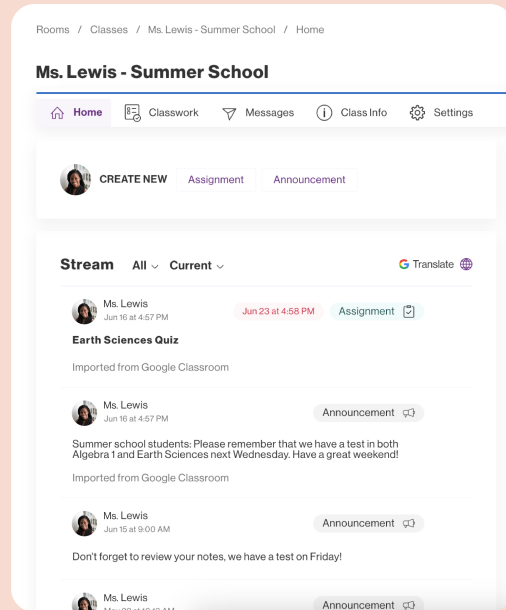 Rooms / Classes / Ms. Lewis - Summer School / Home
Ms. Lewis - Summer School
Home Classwork Messages Class Info Settings
CREATE NEW Assignment Announcement
Stream All Current G Translate
Ms. Lewis
Jun 16 at 4:57 PM
Jun 23 at 4:58 PM Assignment
Earth Sciences Quiz
Imported from Google Classroom
Ms. Lewis
Jun 16 at 4:57 PM
Announcement
Summer school students: Please remember that we have a test in both
Algebra 1 and Earth Sciences next Wednesday. Have a great weekend!
Imported from Google Classroom
Ms. Lewis
Jun 15 at 9:00 AM
Announcement
Don't forget to review your notes, we have a test on Friday!
Ms. Lewis
Announcement